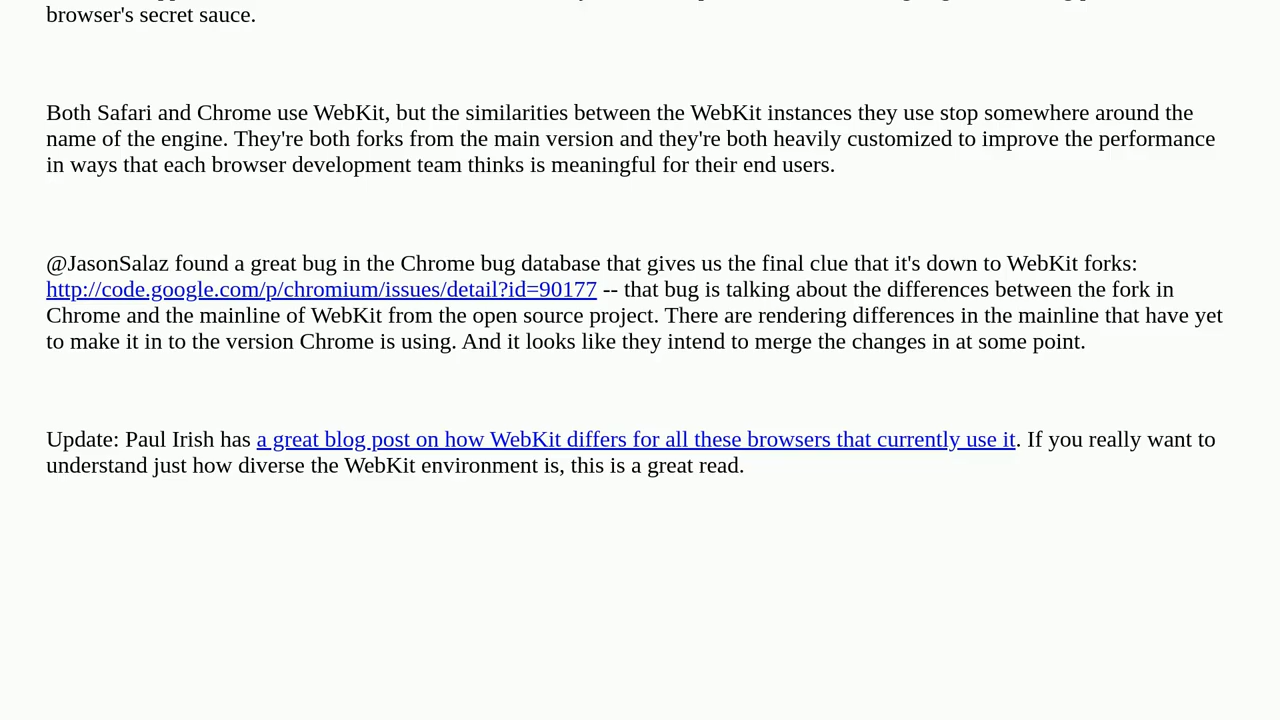 browser's secret sauce.
Both Safari and Chrome use WebKit, but the similarities between the WebKit instances they use stop somewhere around the
name of the engine. They're both forks from the main version and they're both heavily customized to improve the performance
in ways that each browser development team thinks is meaningful for their end users.
@JasonSalaz found a great bug in the Chrome bug database that gives us the final clue that it's down to WebKit forks:
http://code.google.com/p/chromium/issues/detail?id=90177 -- that bug is talking about the differences between the fork in
Chrome and the mainline of WebKit from the open source project. There are rendering differences in the mainline that have yet
to make it in to the version Chrome is using. And it looks like they intend to merge the changes in at some point.
Update: Paul Irish has a great blog post on how WebKit differs for all these browsers that currently use it. If you really want to
understand just how diverse the WebKit environment is, this is a great read.